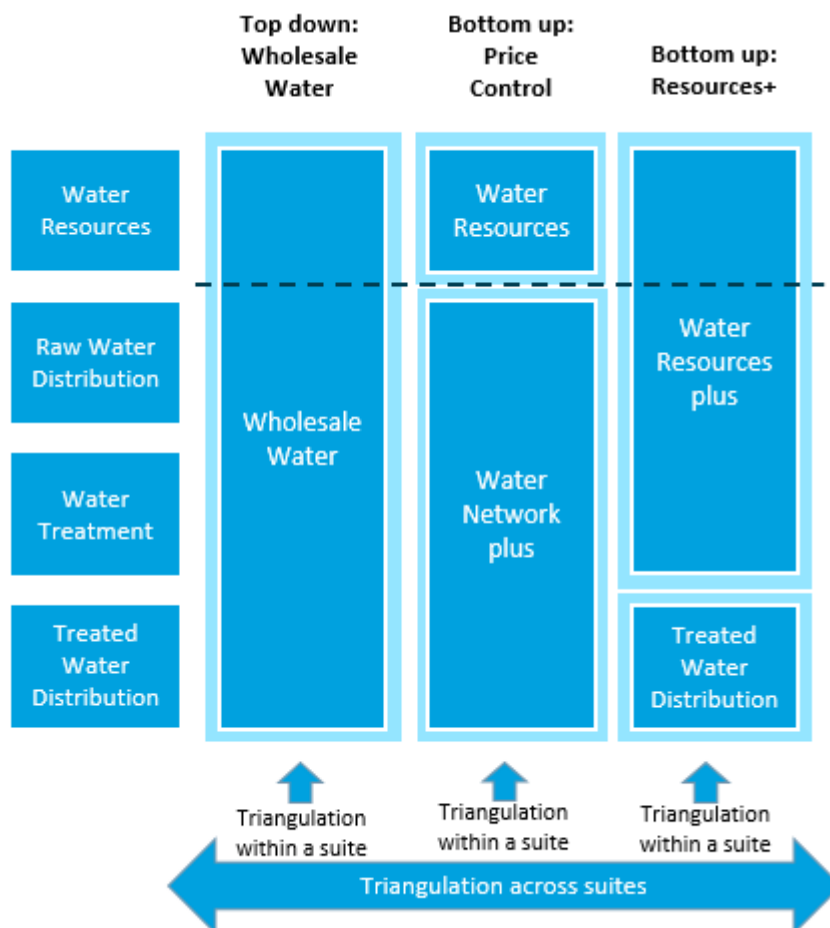 Top down:
Wholesale
Water
Bottom up:
Price
Control
Bottom up:
Resources+
Water
Resources
Raw Water
Distribution
Water
Treatment
Treated
Water
Distribution
Wholesale
Water
Water
Resources
Water
Network
plus
Water
Resources
plus
Treated
Water
Distribution
Triangulation
within a suite
Triangulation
within a suite
Triangulation
within a suite
Triangulation across suites